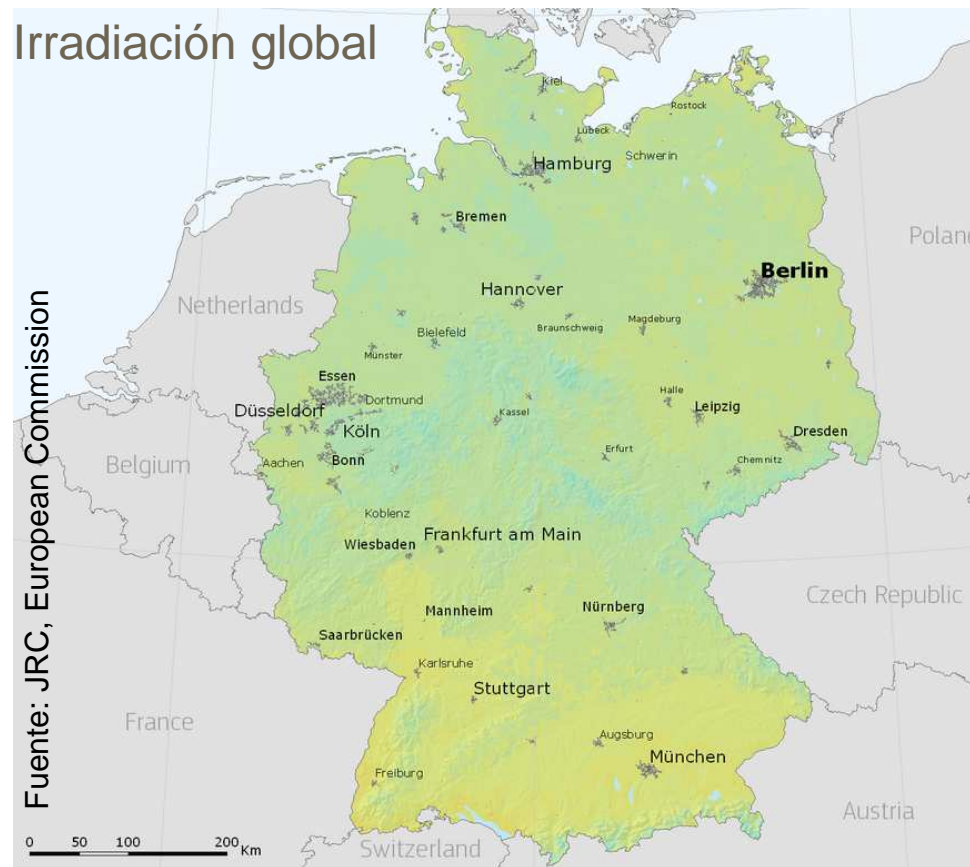 Irradiación global
Kiel
Rostock
Lübeck
Schwerin
Hamburg
Bremen
Poland
Berlin
Hannover
Netherlands
Braunschweig
Magdeburg
Bielefeld
Münster
Essen
Dortmund
Halle
Leipzig
Düsseldorf
Kassel
Köln
Dresden
Erfurt
Bonn
Belgium
Aachen
Chemnitz
Koblenz
Frankfurt am Main
Wiesbaden
Czech Republic
Mannheim
Nürnberg
Saarbrücken
Karlsruhe
Stuttgart
France
Augsburg
München
Freiburg
Austria
Switzerland
0 50 100 200 Km
Fuente: JRC, European Commission